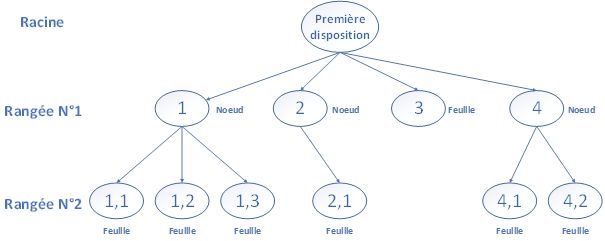 Racine
Première
disposition
Rangée N°1
1 Noeud 2 Noeud 3 Feuille 4 Noeud
Rangée N°2
1,1 1,2 1,3 2,1 4,1 4,2
Feullle Feuille Feuille Feuille Feuille Feuille